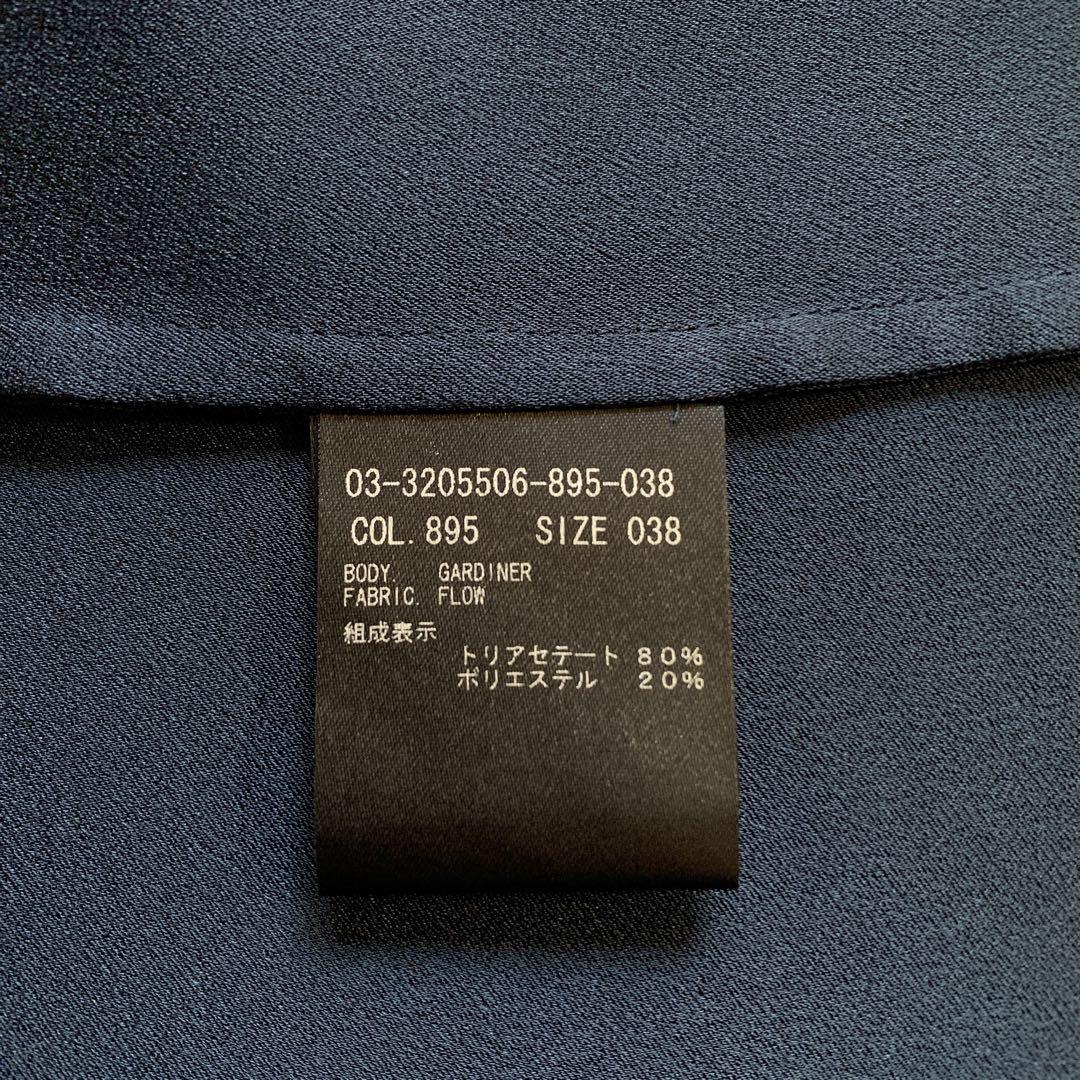 03-3205506-895-038
COL. 895 SIZE 038
BODY. GARDINER
FABRIC. FLOW
組成表示
トリアセテート 80%
ポリエステル 20%